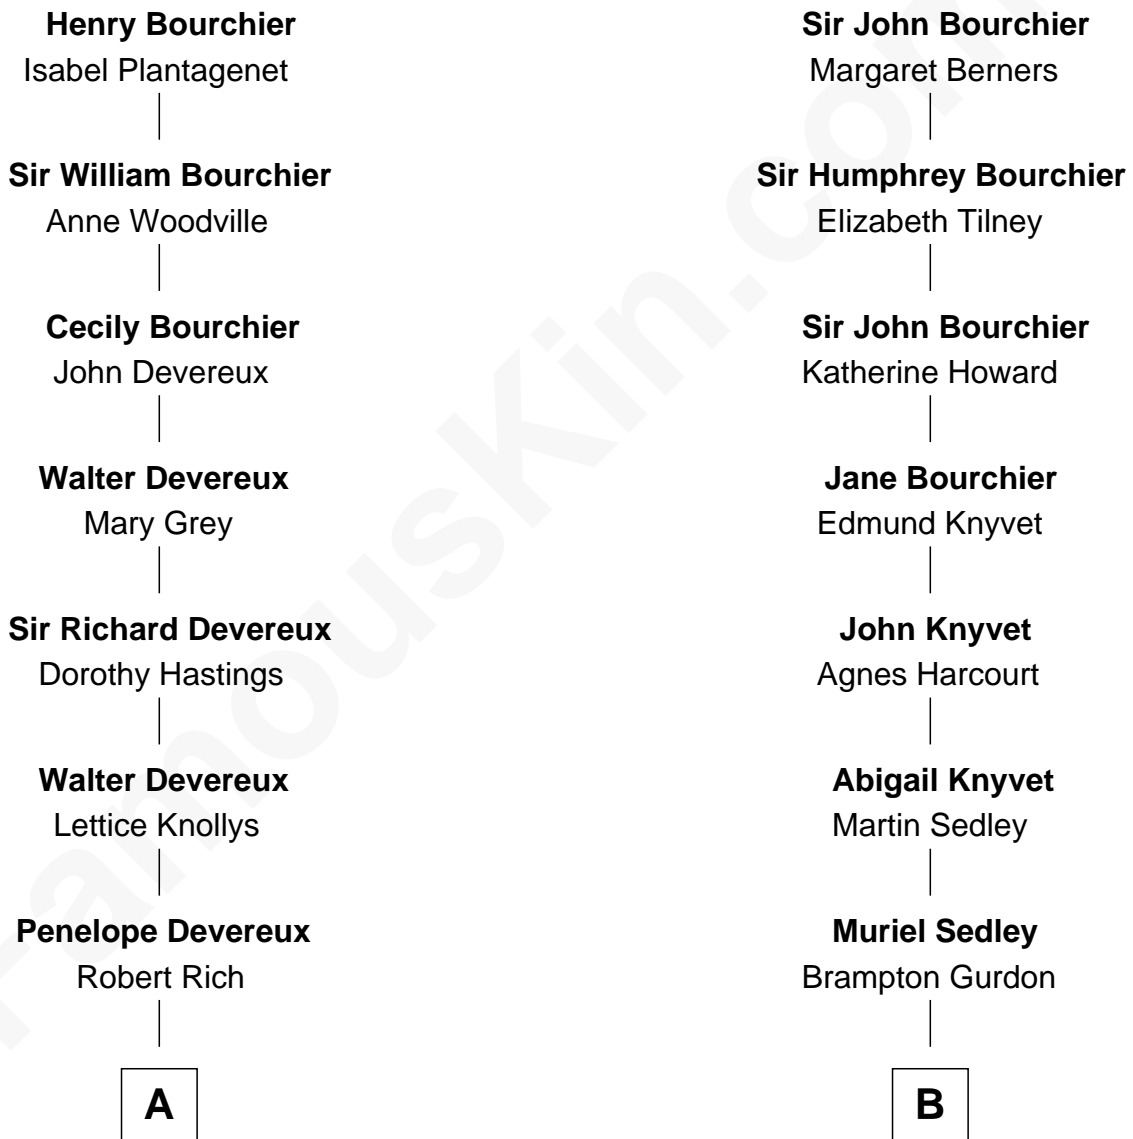 Henry Bourchier
Isabel Plantagenet
Sir William Bourchier
Anne Woodville
Cecily Bourchier
John Devereux
Walter Devereux
Mary Grey
Sir Richard Devereux
Dorothy Hastings
Walter Devereux
Lettice Knollys
Penelope Devereux
Robert Rich
A
Sir John Bourchier
Margaret Berners
Sir Humphrey Bourchier
Elizabeth Tilney
Sir John Bourchier
Katherine Howard
Jane Bourchier
Edmund Knyvet
John Knyvet
Agnes Harcourt
Abigail Knyvet
Martin Sedley
Muriel Sedley
Brampton Gurdon
B
FamousKin.com